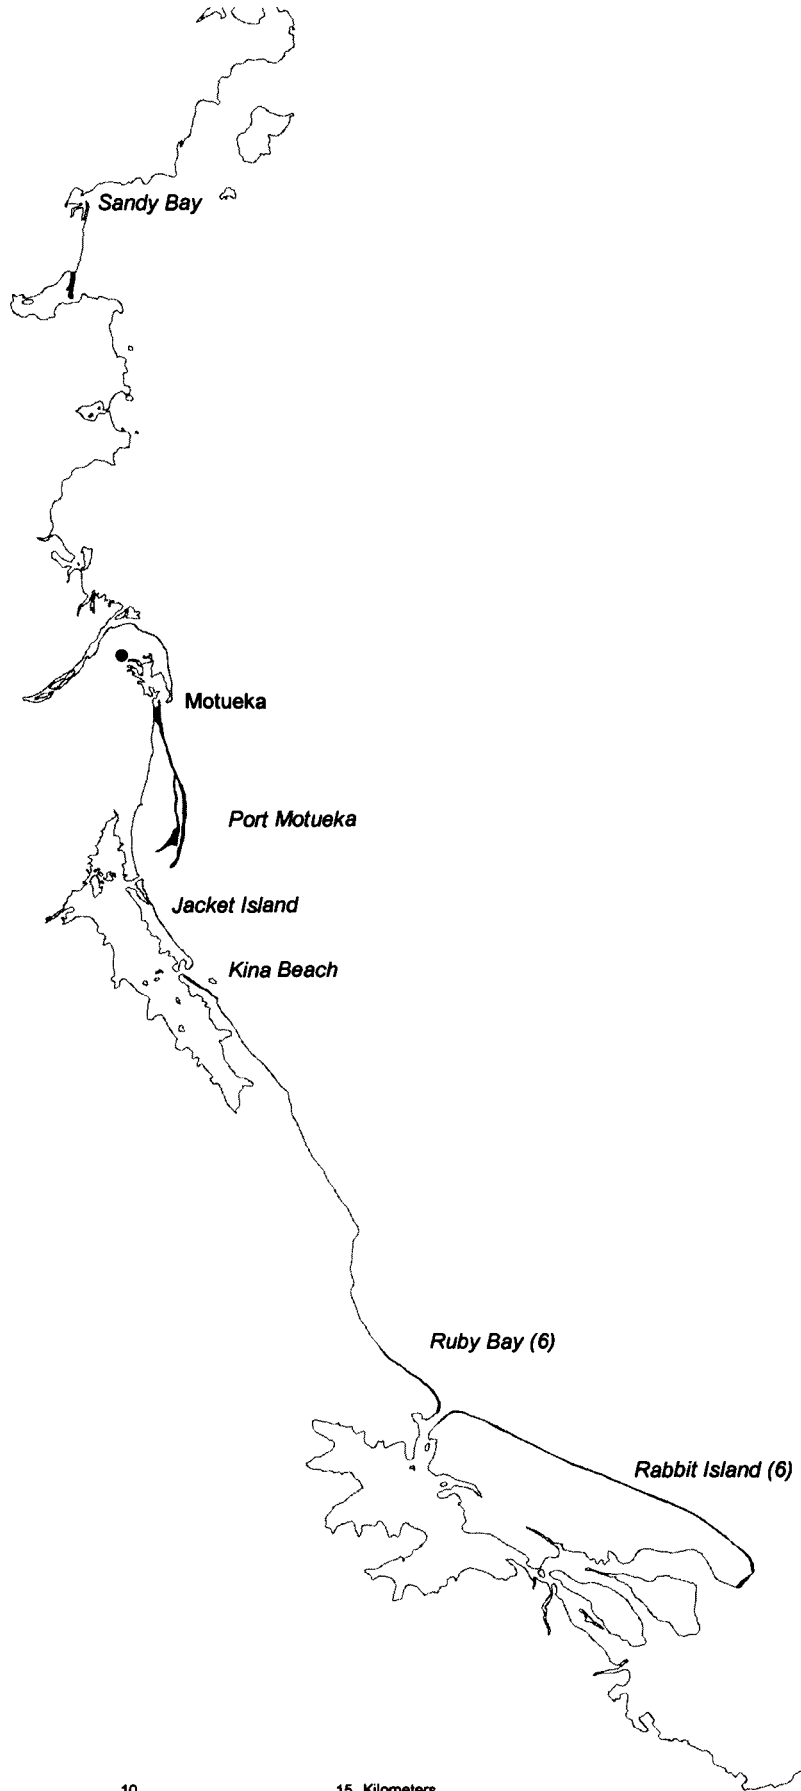 Sandy Bay
Motueka
Port Motueka
Jacket Island
Kina Beach
Ruby Bay (6)
Rabbit Island (6)
10 15 Kilometers